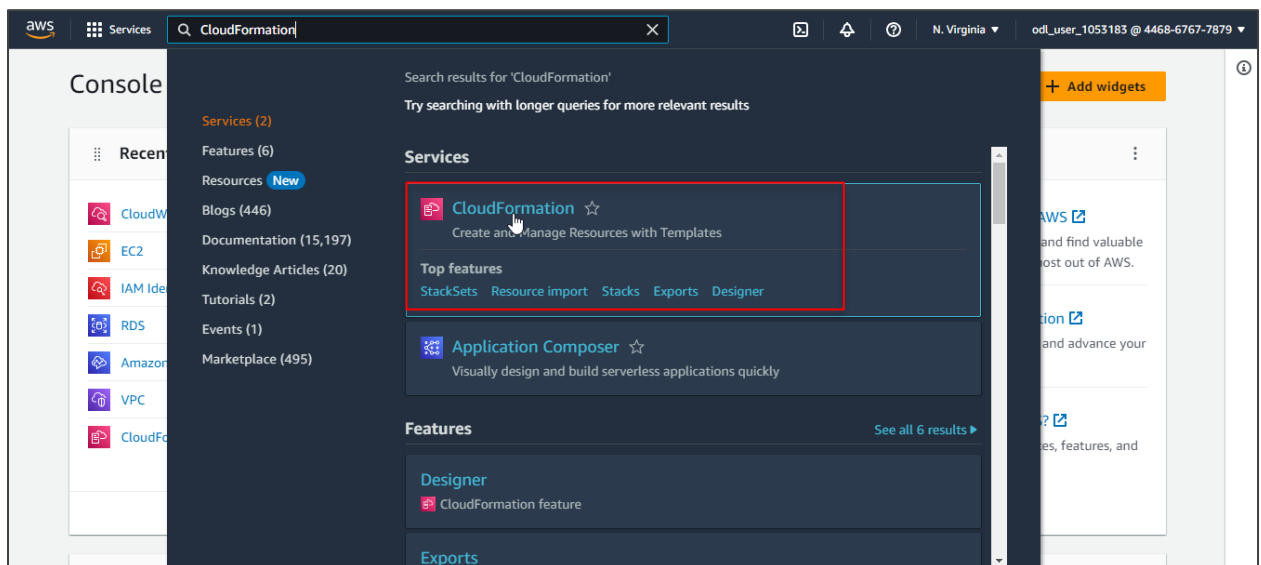 aws
Services
CloudFormation
N. Virginia ▼
odl_user_1053183 @ 4468-6767-7879 ▼
Console
+ Add widgets
Search results for 'CloudFormation'
Try searching with longer queries for more relevant results
Services (2)
Features (6)
Resources New
Blogs (446)
Documentation (15,197)
Knowledge Articles (20)
Tutorials (2)
Events (1)
Marketplace (495)
Services
CloudFormation
Create and Manage Resources with Templates
Top features
StackSets Resource import Stacks Exports Designer
Application Composer
Visually design and build serverless applications quickly
Features
See all 6 results
Designer
CloudFormation feature
Exports
Recen
CloudW
EC2
IAM Ide
RDS
Amazon
VPC
CloudFo
AWS
and find valuable
ost out of AWS.
tion
and advance your
?
es, features, and